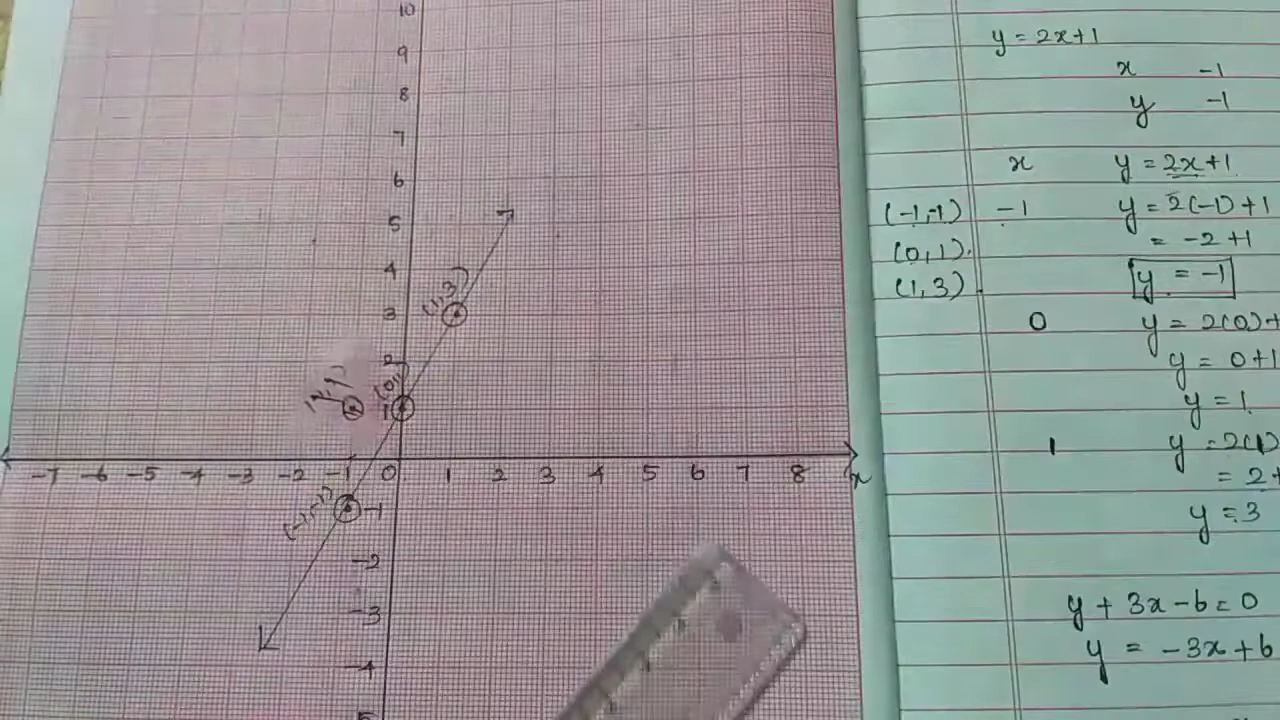 10
9
8
7
6
5
4
3
2
1
-7 -6 -5 -4 -3 -2 -1 0 1 2 3 4 5 6 7 8 x
-1
-2
-3
-4
5
(1,3)
(0,1)
(-1,-1)
y = 2x+1
x -1
y -1
x y = 2x+1
(-1,-1) -1 y = 2(-1)+1
(0,1). = -2+1
(1,3) y = -1
0 y = 2(0)+
y = 0+1
y = 1
1 y = 2(1)
= 2+
y = 3
y + 3x-6=0
y = -3x+6